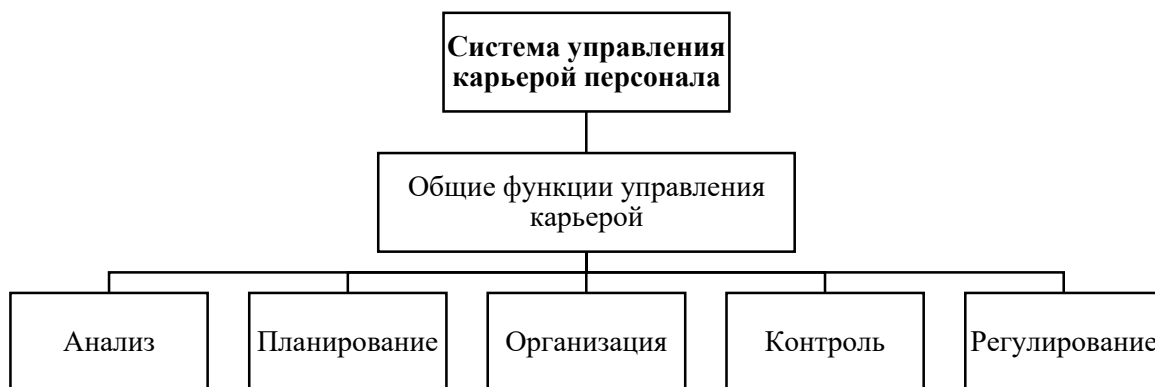 Система управления
карьерой персонала
Общие функции управления
карьерой
Анализ
Планирование
Организация
Контроль
Регулирование